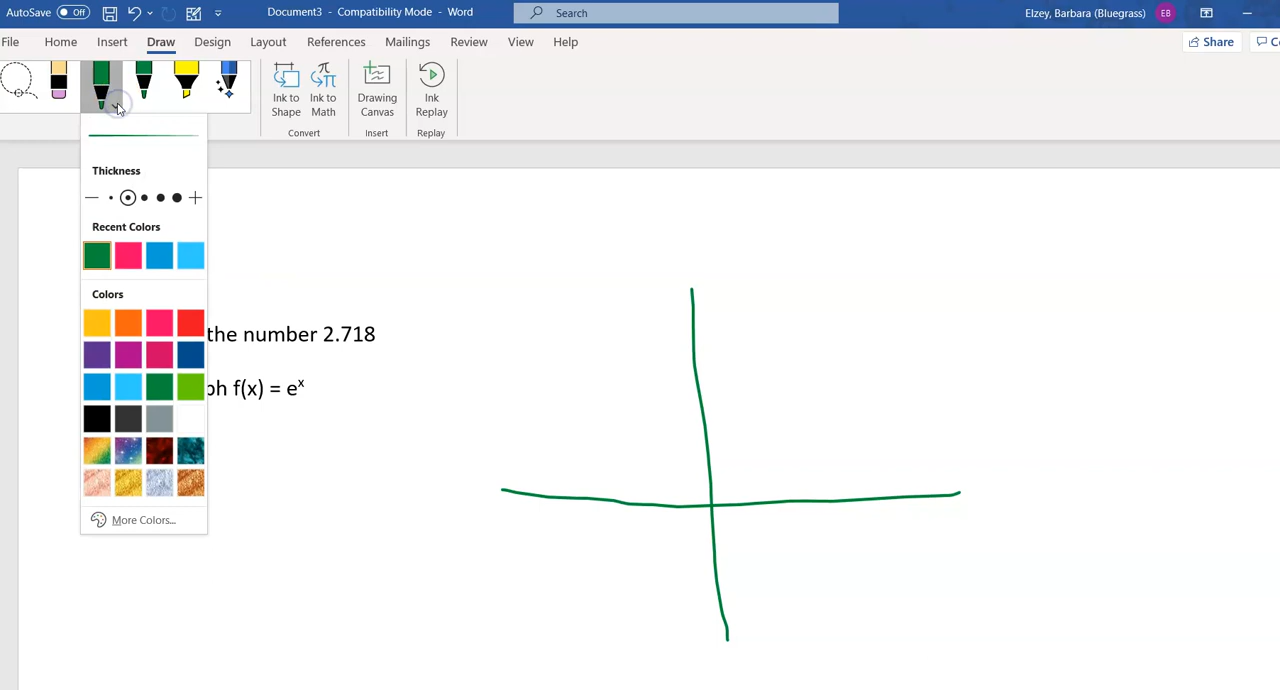 AutoSave Off Document3 - Compatibility Mode - Word Search Elzey, Barbara (Bluegrass) EB
File Home Insert Draw Design Layout References Mailings Review View Help Share
Ink to Shape
Ink to Math
Drawing Canvas
Ink Replay
Convert Insert Replay
Thickness
Recent Colors
Colors
More Colors...
the number 2.718
f(x) = eˣ